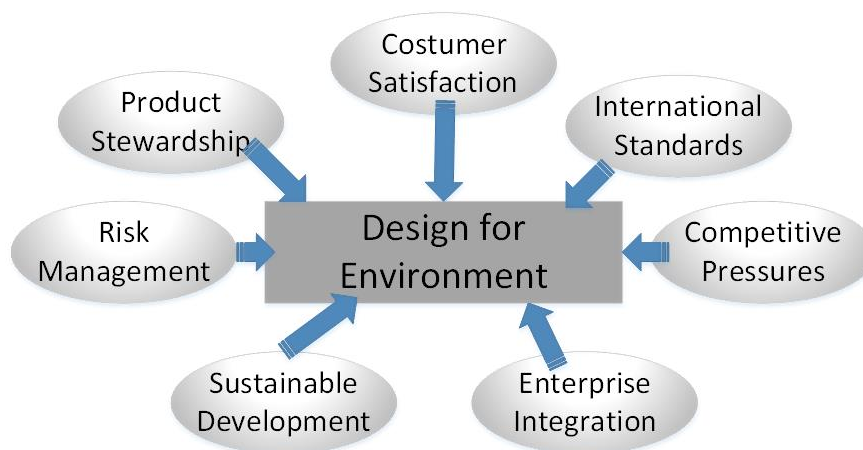 Costumer
Satisfaction
Product
Stewardship
International
Standards
Risk
Management
Design for
Environment
Competitive
Pressures
Sustainable
Development
Enterprise
Integration